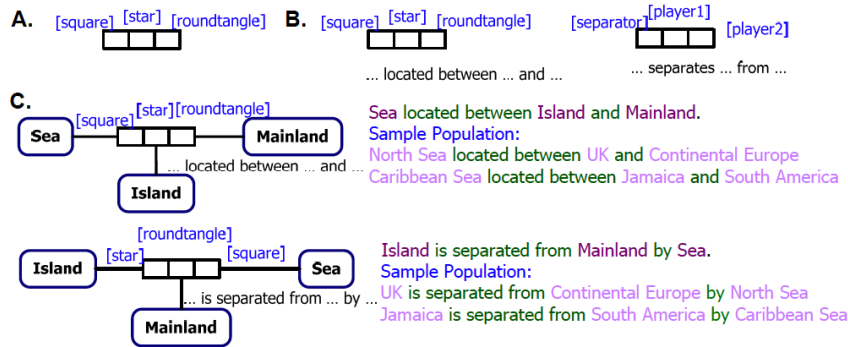 A.
[square] [star] [roundtangle]
B.
[square] [star] [roundtangle]
... located between ... and ...
[separator] [player1] [player2]
... separates ... from ...
C.
[square] [star] [roundtangle]
Sea
Mainland
... located between ... and ...
Island
Sea located between Island and Mainland.
Sample Population:
North Sea located between UK and Continental Europe
Caribbean Sea located between Jamaica and South America
[star] [roundtangle] [square]
Island
Sea
... is separated from ... by ...
Mainland
Island is separated from Mainland by Sea.
Sample Population:
UK is separated from Continental Europe by North Sea
Jamaica is separated from South America by Caribbean Sea